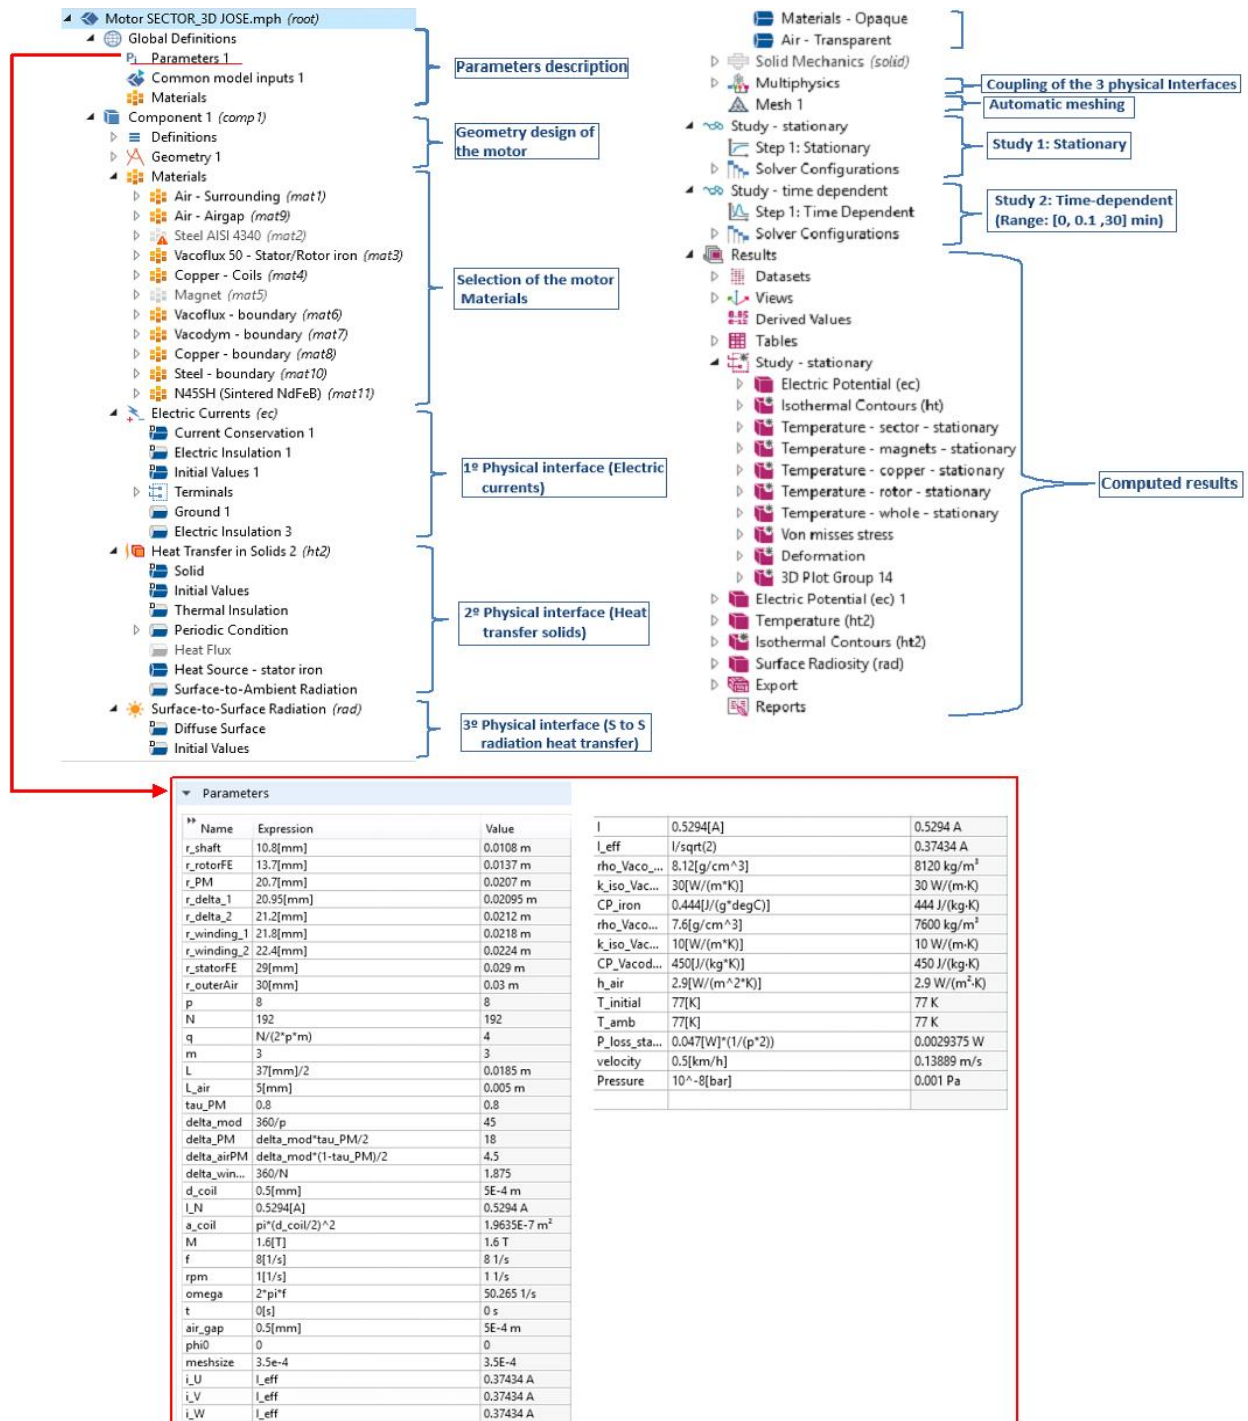 Motor SECTOR_3D JOSE.mph (root)
Global Definitions
Pi Parameters 1
Common model inputs 1
Materials
Parameters description
Component 1 (comp1)
Definitions
Geometry 1
Geometry design of
the motor
Materials
Air - Surrounding (mat1)
Air - Airgap (mat9)
Steel AISI 4340 (mat2)
Vacoflux 50 - Stator/Rotor iron (mat3)
Copper - Coils (mat4)
Magnet (mat5)
Vacoflux - boundary (mat6)
Vacodym - boundary (mat7)
Copper - boundary (mat8)
Steel - boundary (mat10)
N45SH (Sintered NdFeB) (mat11)
Selection of the motor
Materials
Electric Currents (ec)
Current Conservation 1
Electric Insulation 1
Initial Values 1
Terminals
Ground 1
Electric Insulation 3
1º Physical interface (Electric
currents)
Heat Transfer in Solids 2 (ht2)
Solid
Initial Values
Thermal Insulation
Periodic Condition
Heat Flux
Heat Source - stator iron
Surface-to-Ambient Radiation
2º Physical interface (Heat
transfer solids)
Surface-to-Surface Radiation (rad)
Diffuse Surface
Initial Values
3º Physical interface (S to S
radiation heat transfer)
Materials - Opaque
Air - Transparent
Solid Mechanics (solid)
Multiphysics
Coupling of the 3 physical Interfaces
Mesh 1
Automatic meshing
Study - stationary
Step 1: Stationary
Solver Configurations
Study 1: Stationary
Study - time dependent
Step 1: Time Dependent
Solver Configurations
Study 2: Time-dependent
(Range: [0, 0.1 ,30] min)
Results
Datasets
Views
8.85
e-12 Derived Values
Tables
Study - stationary
Electric Potential (ec)
Isothermal Contours (ht)
Temperature - sector - stationary
Temperature - magnets - stationary
Temperature - copper - stationary
Temperature - rotor - stationary
Temperature - whole - stationary
Von misses stress
Deformation
3D Plot Group 14
Electric Potential (ec) 1
Temperature (ht2)
Isothermal Contours (ht2)
Surface Radiosity (rad)
Export
Reports
Computed results
Parameters
Name Expression Value
r_shaft 10.8[mm] 0.0108 m
r_rotorFE 13.7[mm] 0.0137 m
r_PM 20.7[mm] 0.0207 m
r_delta_1 20.95[mm] 0.02095 m
r_delta_2 21.2[mm] 0.0212 m
r_winding_1 21.8[mm] 0.0218 m
r_winding_2 22.4[mm] 0.0224 m
r_statorFE 29[mm] 0.029 m
r_outerAir 30[mm] 0.03 m
p 8 8
N 192 192
q N/(2*p*m) 4
m 3 3
L 37[mm]/2 0.0185 m
L_air 5[mm] 0.005 m
tau_PM 0.8 0.8
delta_mod 360/p 45
delta_PM delta_mod*tau_PM/2 18
delta_airPM delta_mod*(1-tau_PM)/2 4.5
delta_win... 360/N 1.875
d_coil 0.5[mm] 5E-4 m
I_N 0.5294[A] 0.5294 A
a_coil pi*(d_coil/2)^2 1.9635E-7 m²
M 1.6[T] 1.6 T
f 8[1/s] 8 1/s
rpm 1[1/s] 1 1/s
omega 2*pi*f 50.265 1/s
t 0[s] 0 s
air_gap 0.5[mm] 5E-4 m
phi0 0 0
meshsize 3.5e-4 3.5E-4
i_U I_eff 0.37434 A
i_V I_eff 0.37434 A
i_W I_eff 0.37434 A
I 0.5294[A] 0.5294 A
I_eff I/sqrt(2) 0.37434 A
rho_Vaco_... 8.12[g/cm^3] 8120 kg/m³
k_iso_Vac... 30[W/(m*K)] 30 W/(m·K)
CP_iron 0.444[J/(g*degC)] 444 J/(kg·K)
rho_Vaco... 7.6[g/cm^3] 7600 kg/m³
k_iso_Vac... 10[W/(m*K)] 10 W/(m·K)
CP_Vacod... 450[J/(kg*K)] 450 J/(kg·K)
h_air 2.9[W/(m^2*K)] 2.9 W/(m²·K)
T_initial 77[K] 77 K
T_amb 77[K] 77 K
P_loss_sta... 0.047[W]*(1/(p*2)) 0.0029375 W
velocity 0.5[km/h] 0.13889 m/s
Pressure 10^-8[bar] 0.001 Pa